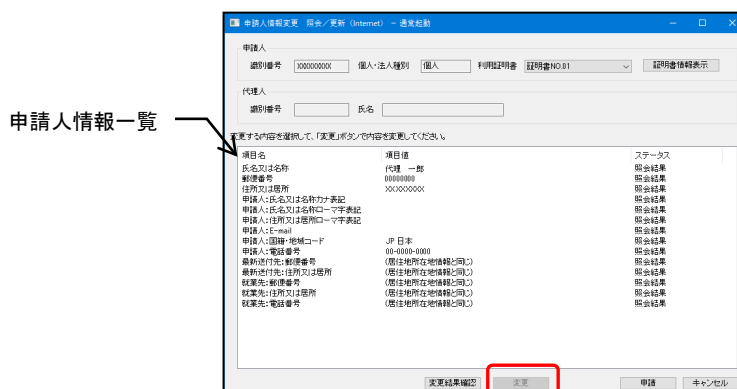 申請人情報変更 照会／更新 (Internet) － 通常起動
申請人
識別番号 XXXXXXXXX 個人・法人種別 個人 利用証明書 証明書NO.01 証明書情報表示
代理人
識別番号 氏名
申請人情報一覧
変更する内容を選択して、「変更」ボタンで内容を変更してください。
項目名 項目値 ステータス
氏名又は名称 代理 一郎 照会結果
郵便番号 00000000 照会結果
住所又は居所 XXXXXXXXX 照会結果
申請人:氏名又は名称カナ表記 照会結果
申請人:氏名又は名称ローマ字表記 照会結果
申請人:住所又は居所ローマ字表記 照会結果
申請人:E-mail 照会結果
申請人:国籍・地域コード JP 日本 照会結果
申請人:電話番号 00-0000-0000 照会結果
最新送付先:郵便番号 (居住地所在地情報と同じ) 照会結果
最新送付先:住所又は居所 (居住地所在地情報と同じ) 照会結果
就業先:郵便番号 (居住地所在地情報と同じ) 照会結果
就業先:住所又は居所 (居住地所在地情報と同じ) 照会結果
就業先:電話番号 (居住地所在地情報と同じ) 照会結果
変更結果確認 変更 申請 キャンセル